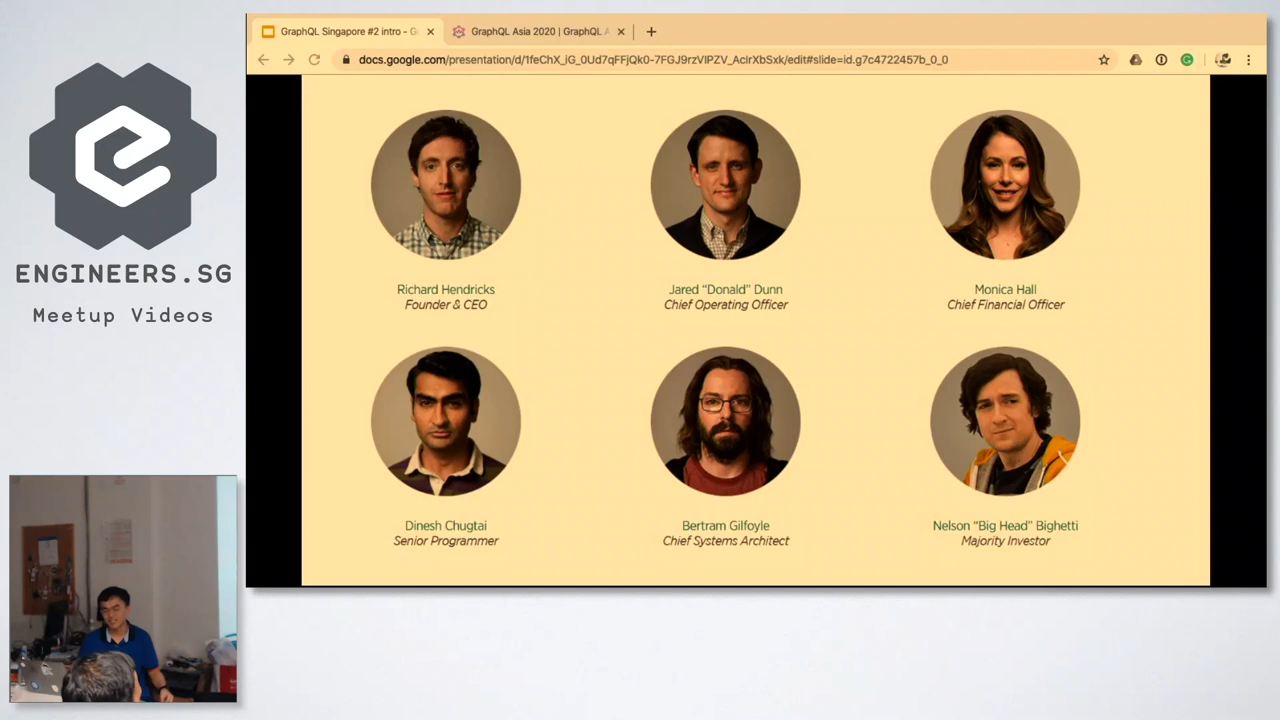 GraphQL Singapore #2 intro - G
GraphQL Asia 2020 | GraphQL A
docs.google.com/presentation/d/1feChX_jG_0Ud7qFFjQk0-7FGJ9rzVIPZV_AcIrXbSxk/edit#slide=id.g7c4722457b_0_0
ENGINEERS.SG
Meetup Videos
Richard Hendricks
Founder & CEO
Jared “Donald” Dunn
Chief Operating Officer
Monica Hall
Chief Financial Officer
Dinesh Chugtai
Senior Programmer
Bertram Gilfoyle
Chief Systems Architect
Nelson “Big Head” Bighetti
Majority Investor